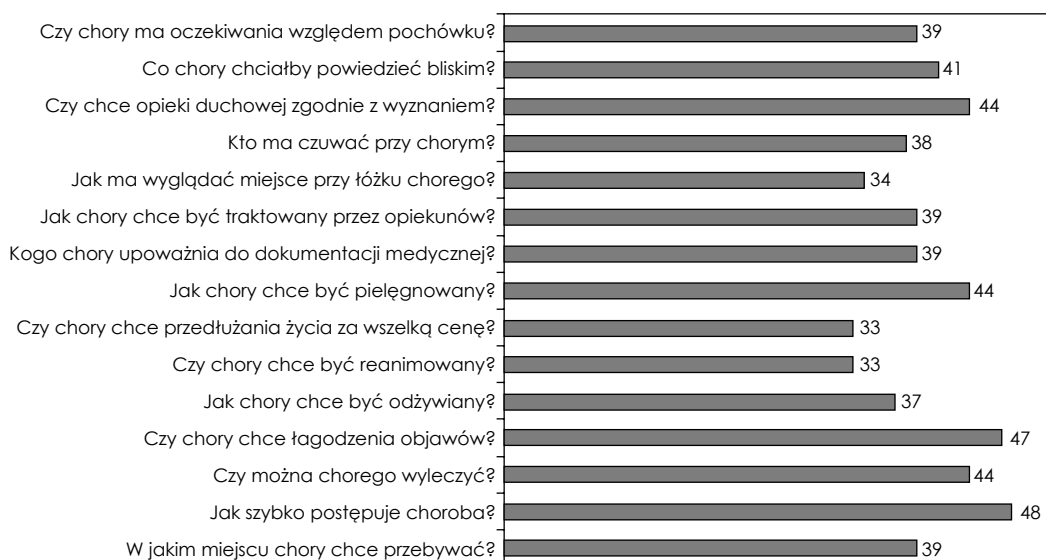 Czy chory ma oczekiwania względem pochówku? 39
Co chory chciałby powiedzieć bliskim? 41
Czy chce opieki duchowej zgodnie z wyznaniem? 44
Kto ma czuwać przy chorym? 38
Jak ma wyglądać miejsce przy łóżku chorego? 34
Jak chory chce być traktowany przez opiekunów? 39
Kogo chory upoważnia do dokumentacji medycznej? 39
Jak chory chce być pielęgnowany? 44
Czy chory chce przedłużania życia za wszelką cenę? 33
Czy chory chce być reanimowany? 33
Jak chory chce być odżywiany? 37
Czy chory chce łagodzenia objawów? 47
Czy można chorego wyleczyć? 44
Jak szybko postępuje choroba? 48
W jakim miejscu chory chce przebywać? 39